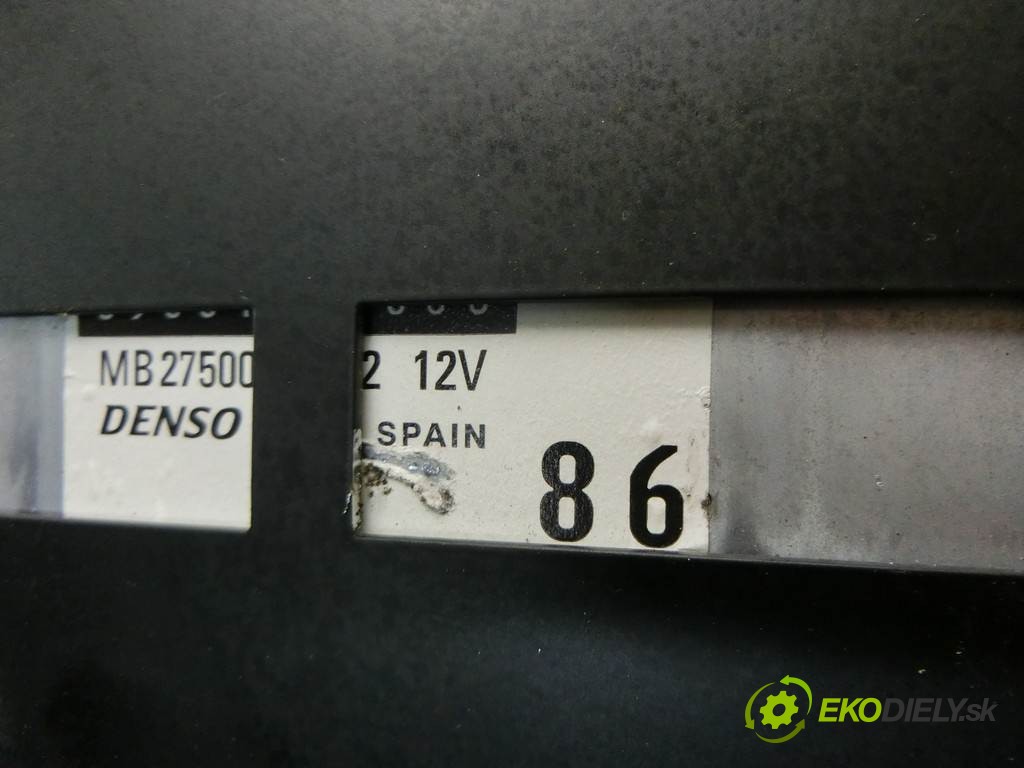 MB27500
2 12V
DENSO
SPAIN
86
EKODIELY.sk